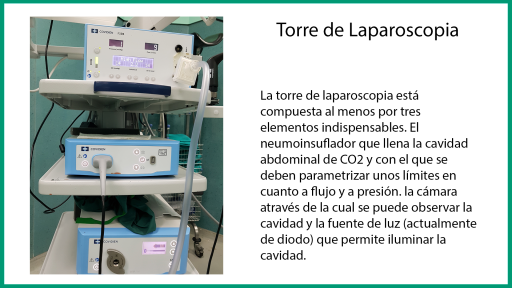 Torre de Laparoscopia
La torre de laparoscopia está
compuesta al menos por tres
elementos indispensables. El
neumoinsuflador que llena la cavidad
abdominal de CO2 y con el que se
deben parametrizar unos límites en
cuanto a flujo y a presión. la cámara
através de la cual se puede observar la
cavidad y la fuente de luz (actualmente
de diodo) que permite iluminar la
cavidad.